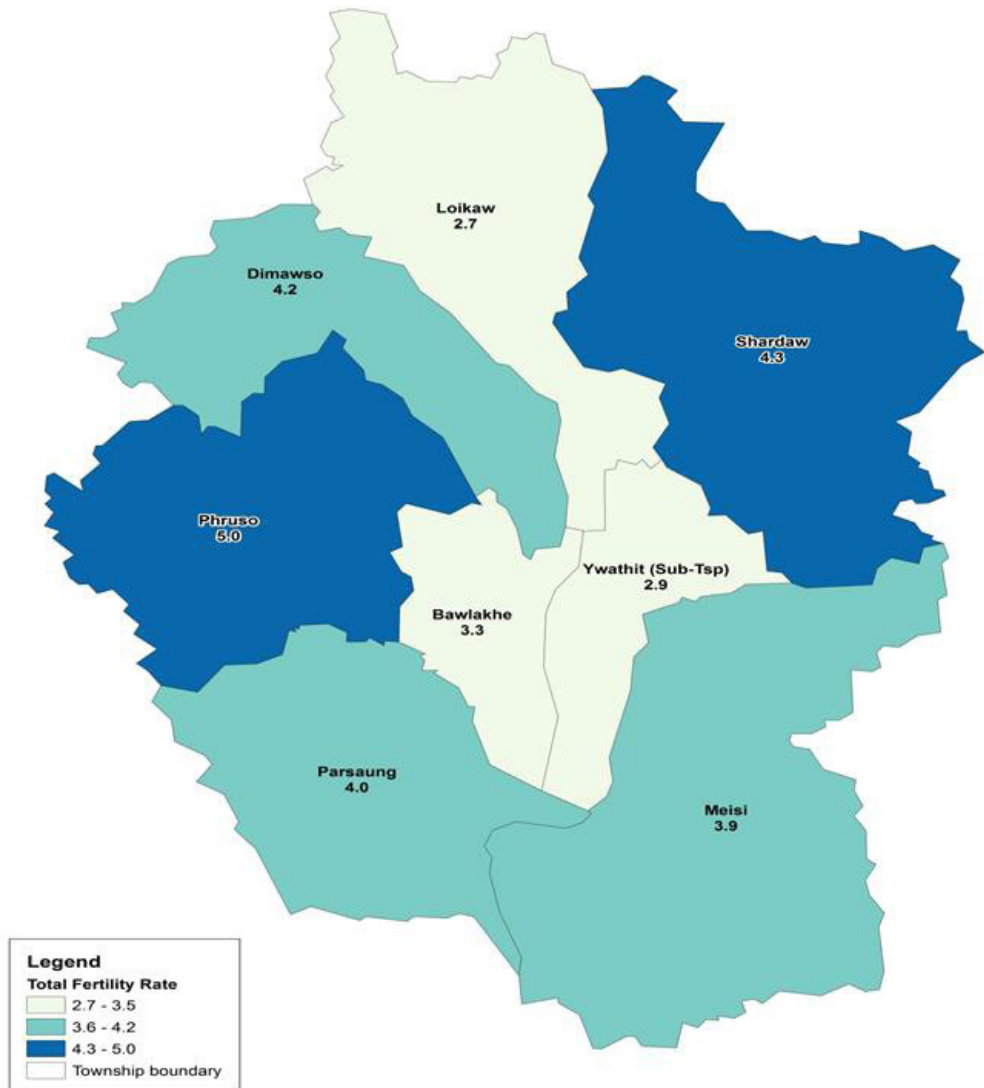 Loikaw
2.7
Dimawso
4.2
Shardaw
4.3
Phruso
5.0
Ywathit (Sub-Tsp)
2.9
Bawlakhe
3.3
Parsaung
4.0
Meisi
3.9
Legend
Total Fertility Rate
2.7 - 3.5
3.6 - 4.2
4.3 - 5.0
Township boundary